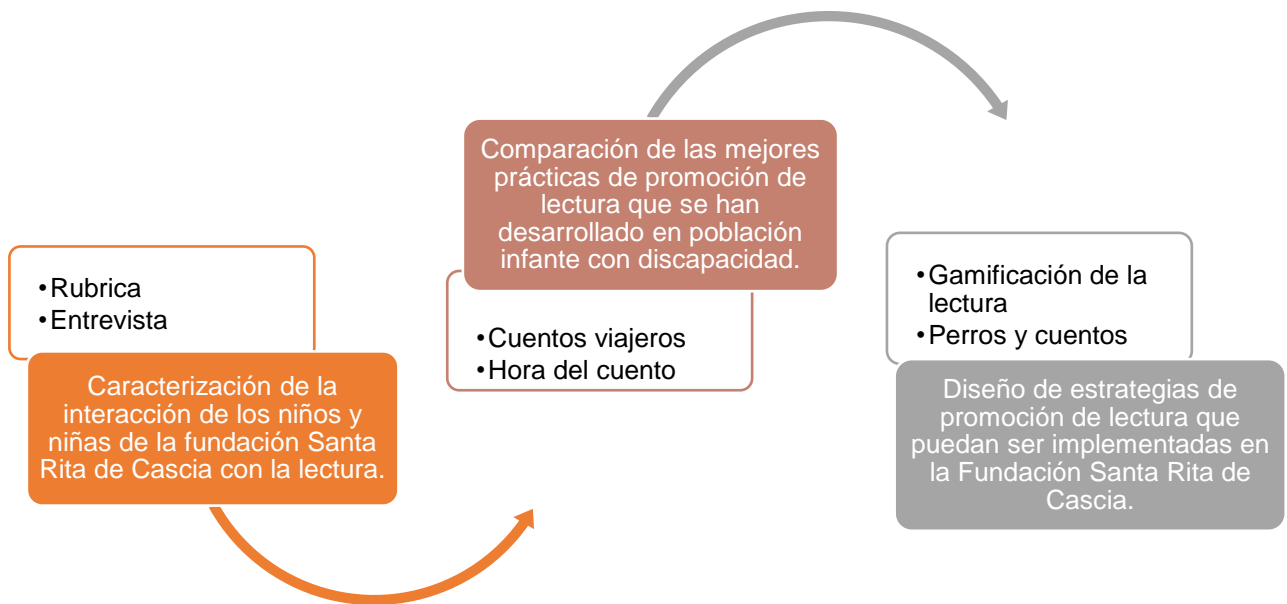 •Rubrica
•Entrevista
Caracterización de la
interacción de los niños y
niñas de la fundación Santa
Rita de Cascia con la lectura.
Comparación de las mejores
prácticas de promoción de
lectura que se han
desarrollado en población
infante con discapacidad.
•Cuentos viajeros
•Hora del cuento
•Gamificación de la
lectura
•Perros y cuentos
Diseño de estrategias de
promoción de lectura que
puedan ser implementadas en
la Fundación Santa Rita de
Cascia.